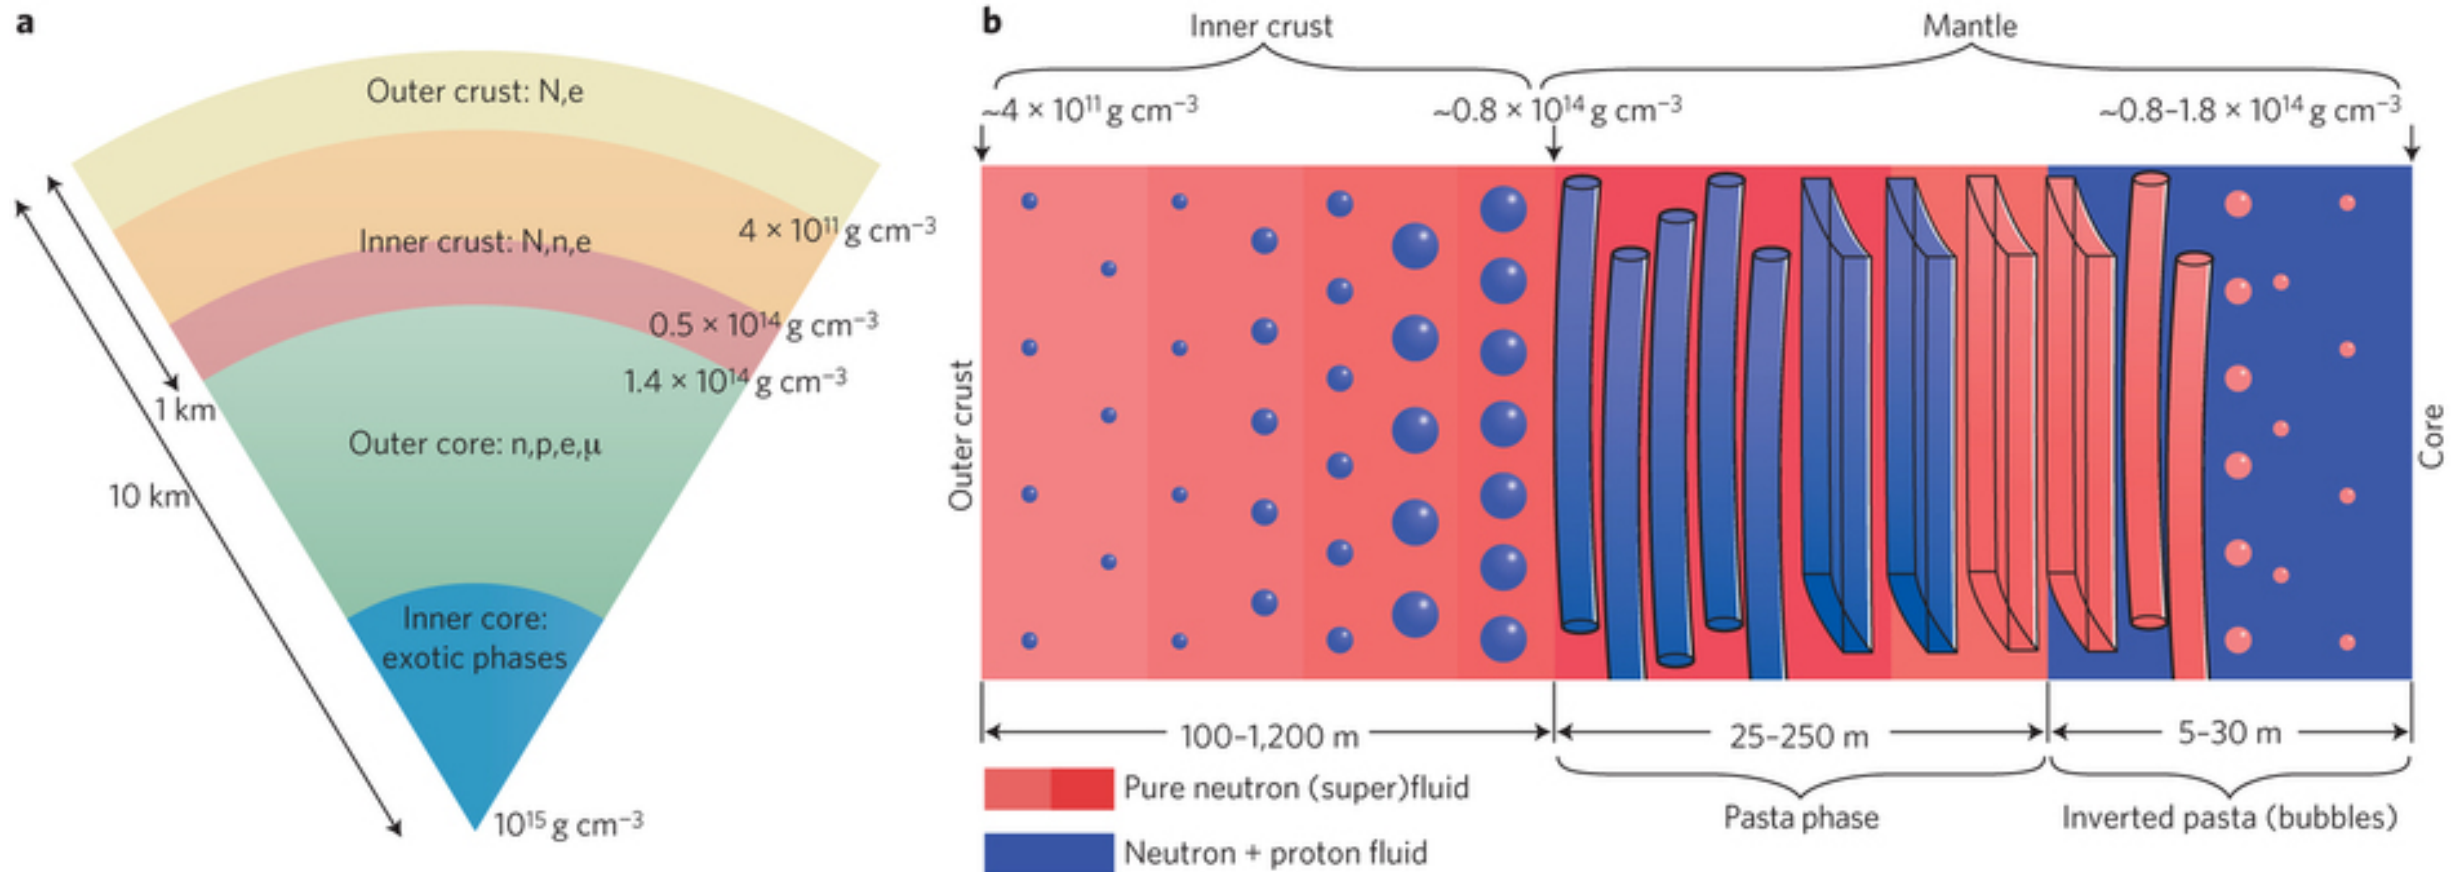 a
Outer crust: N,e
Inner crust: N,n,e
4 × 10¹¹ g cm⁻³
0.5 × 10¹⁴ g cm⁻³
1.4 × 10¹⁴ g cm⁻³
1 km
Outer core: n,p,e,μ
10 km
Inner core:
exotic phases
10¹⁵ g cm⁻³
b
Inner crust
Mantle
~4 × 10¹¹ g cm⁻³
~0.8 × 10¹⁴ g cm⁻³
~0.8–1.8 × 10¹⁴ g cm⁻³
Outer crust
Core
100–1,200 m
25–250 m
5–30 m
Pure neutron (super)fluid
Neutron + proton fluid
Pasta phase
Inverted pasta (bubbles)